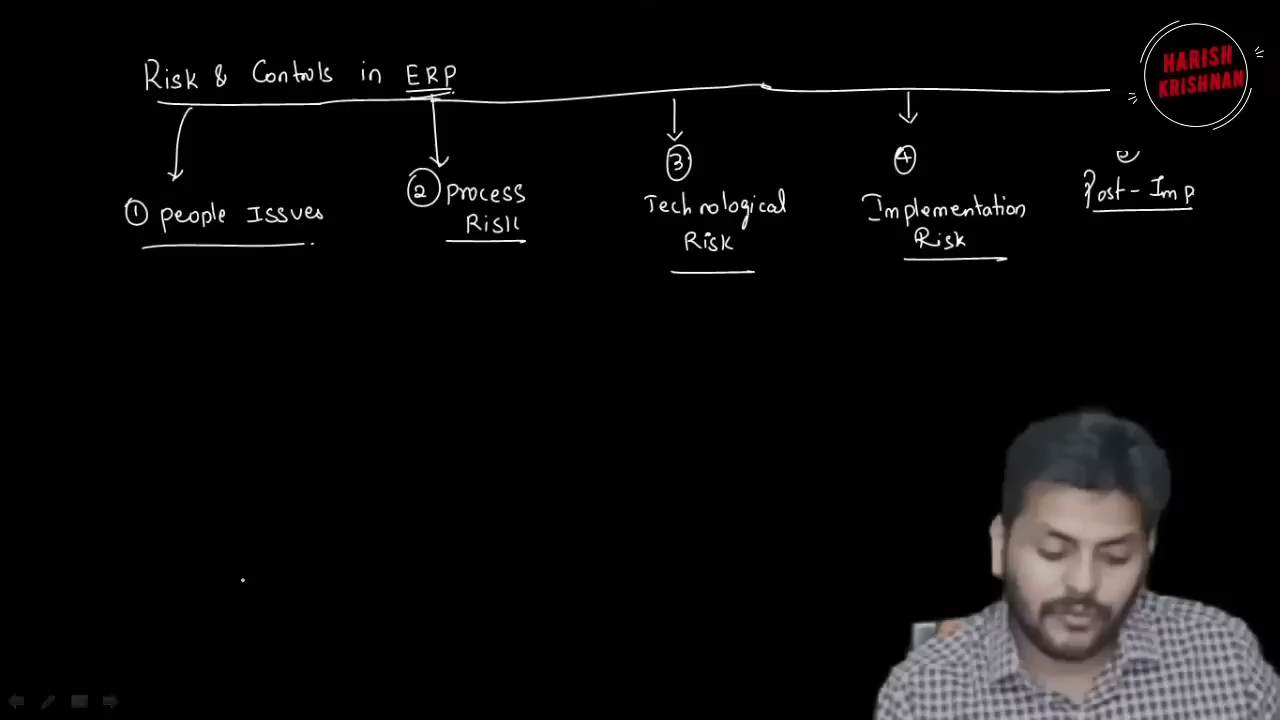 Risk & Controls in ERP
HARISH
KRISHNAN
① People Issues
② Process
Risk
③
Technological
Risk
④
Implementation
Risk
Post-Imp